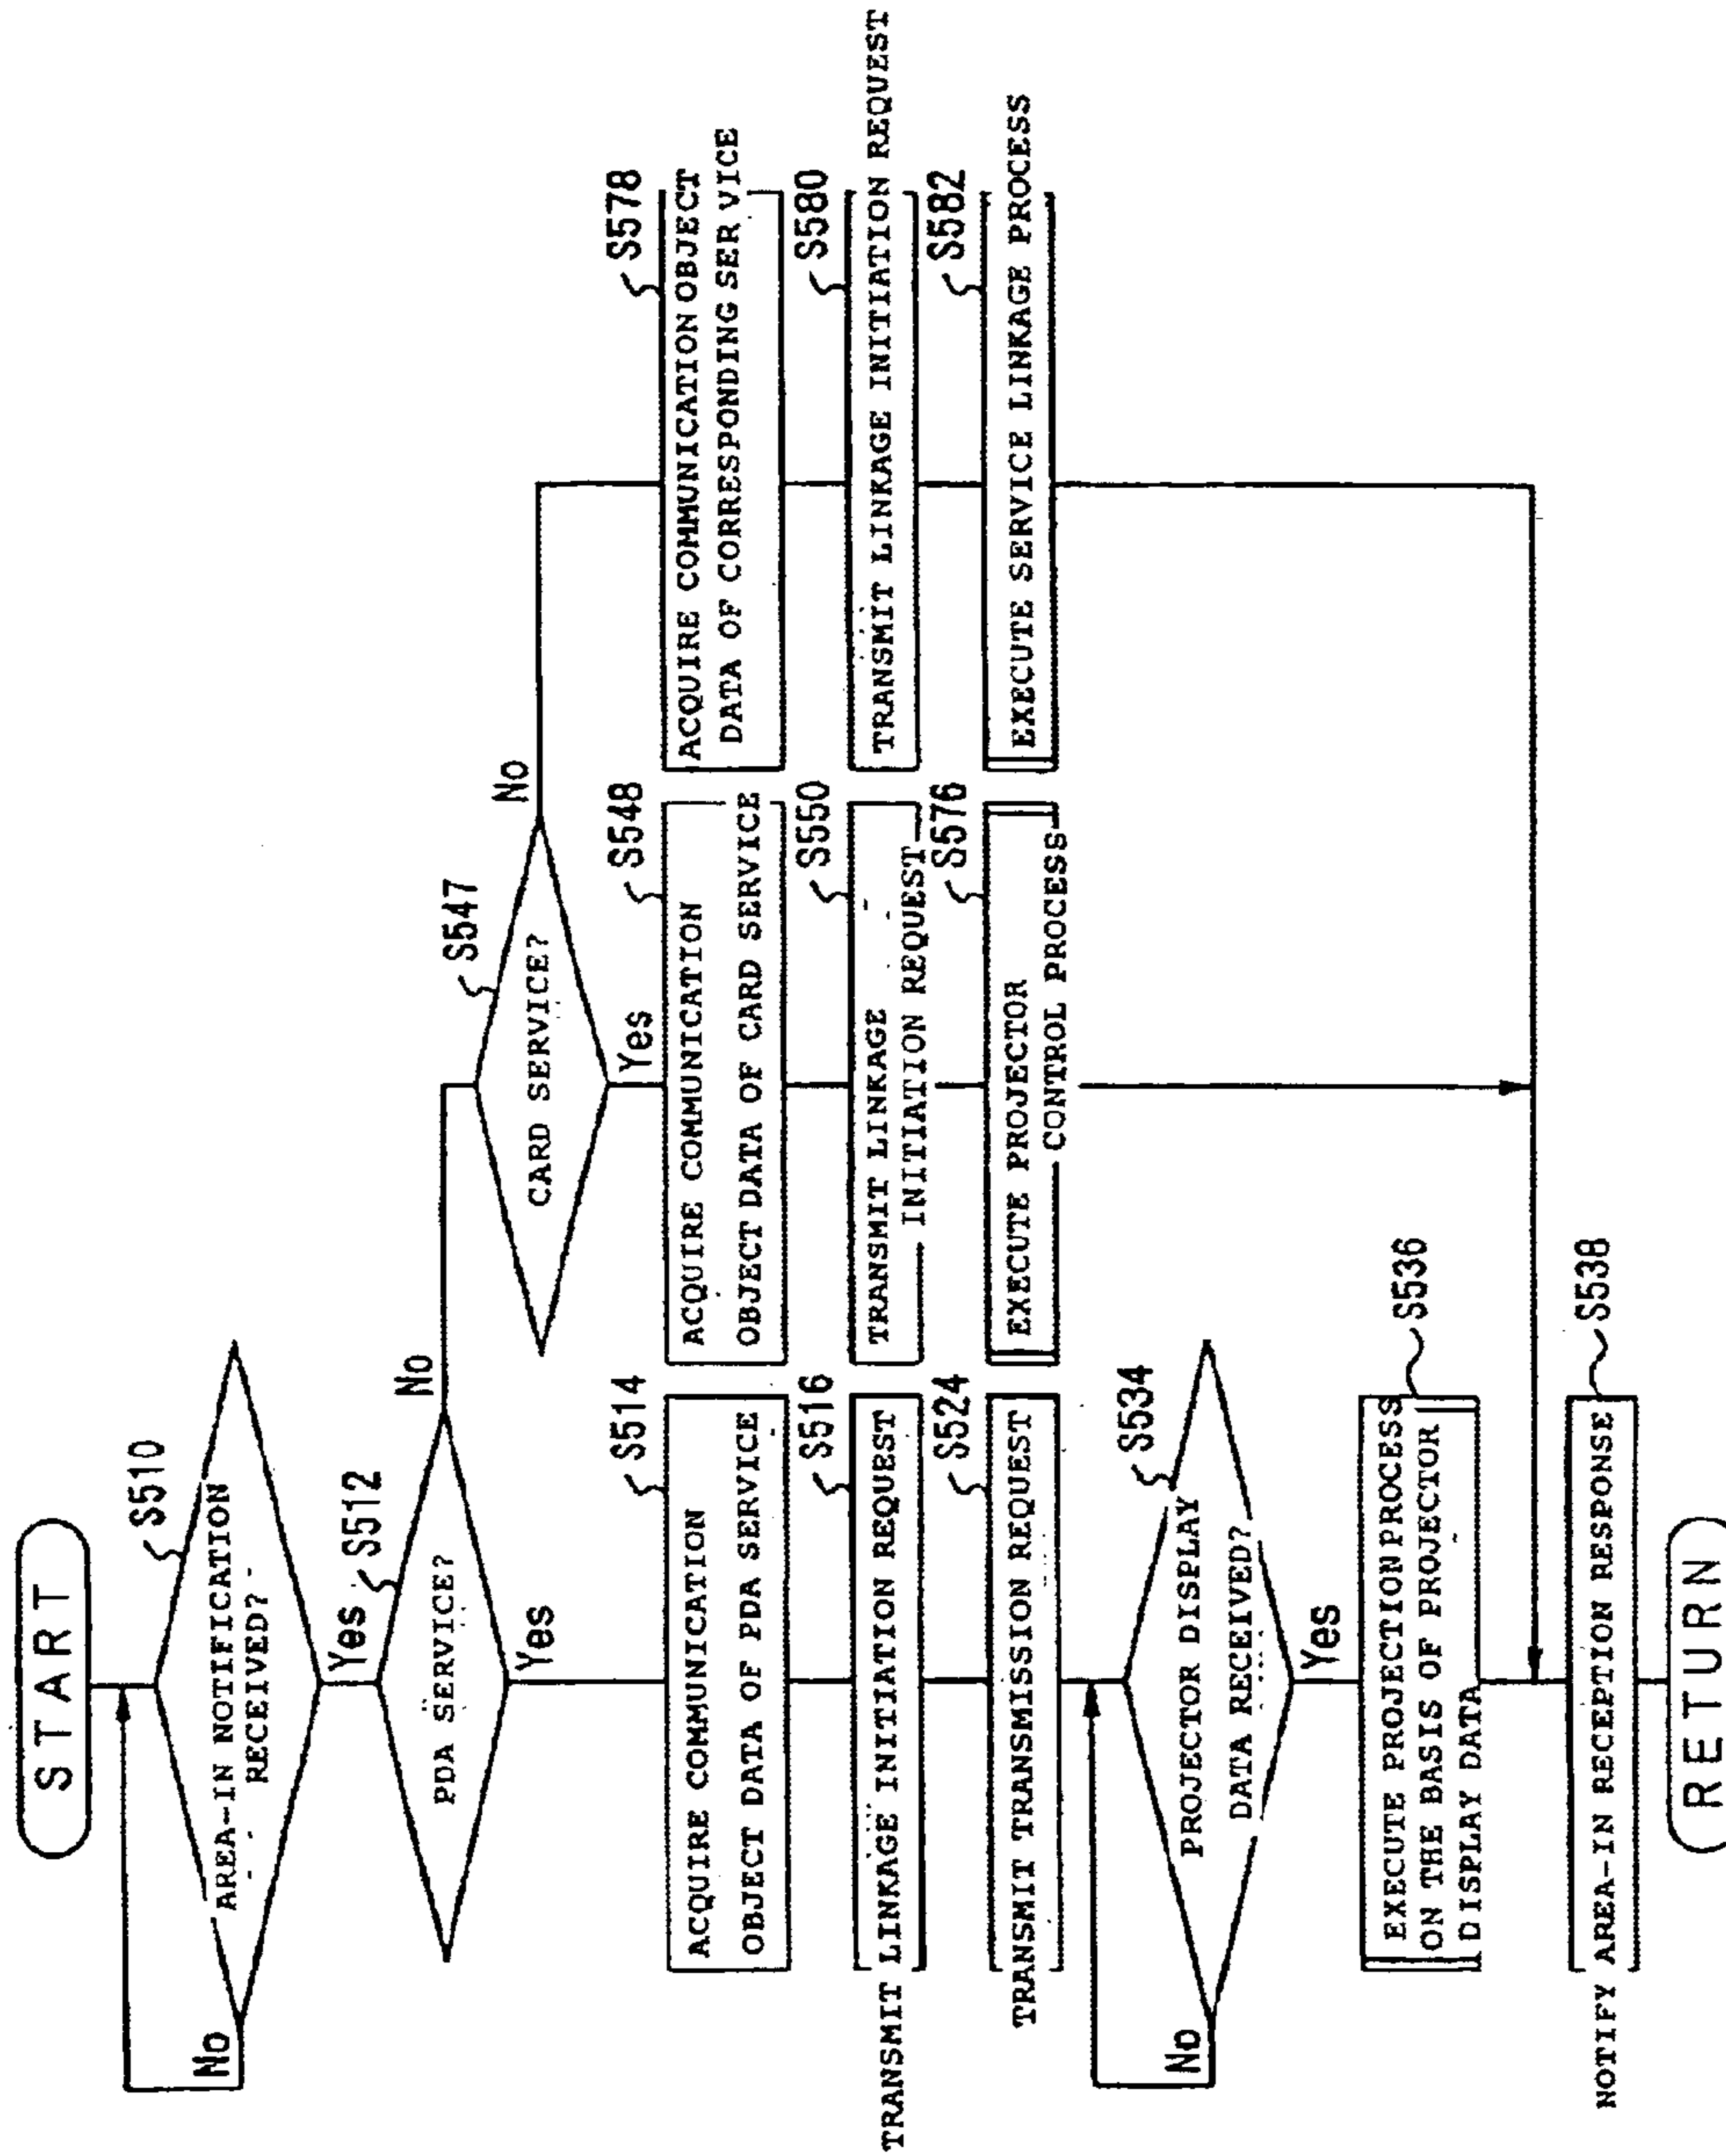 START
S510
AREA-IN NOTIFICATION
RECEIVED?
No
Yes
S512
PDA SERVICE?
No
Yes
S547
CARD SERVICE?
No
Yes
S514
ACQUIRE COMMUNICATION
OBJECT DATA OF PDA SERVICE
S516
TRANSMIT LINKAGE INITIATION REQUEST
S524
TRANSMIT TRANSMISSION REQUEST
S534
PROJECTOR DISPLAY
DATA RECEIVED?
No
Yes
S536
EXECUTE PROJECTION PROCESS
ON THE BASIS OF PROJECTOR
DISPLAY DATA
S548
ACQUIRE COMMUNICATION
OBJECT DATA OF CARD SERVICE
S550
TRANSMIT LINKAGE
INITIATION REQUEST
S576
EXECUTE PROJECTOR
CONTROL PROCESS
S578
ACQUIRE COMMUNICATION OBJECT
DATA OF CORRESPONDING SERVICE
S580
TRANSMIT LINKAGE INITIATION REQUEST
S582
EXECUTE SERVICE LINKAGE PROCESS
S538
NOTIFY AREA-IN RECEPTION RESPONSE
RETURN